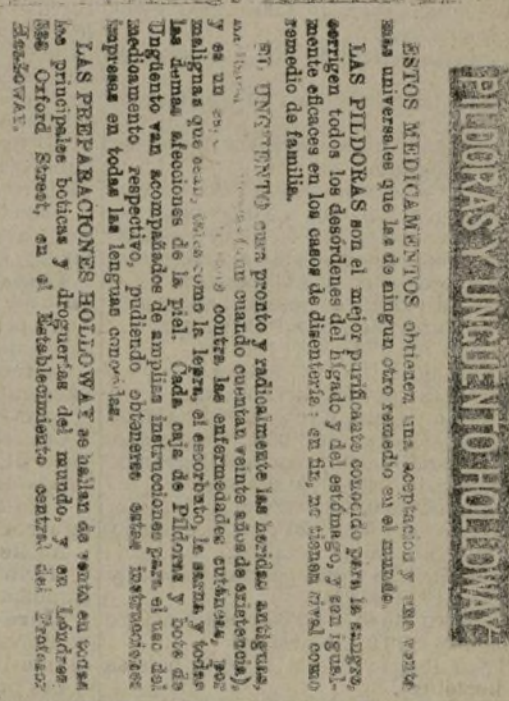 PILDORAS Y UNGUENTO HOLLOWAY
ESTOS MEDICAMENTOS obtienen una aceptacion y una venta
mas universales que las de ningun otro remedio en el mundo
LAS PILDORAS son el mejor purificante conocido para la sangre,
corrigen todos los desórdenes del hígado y del estómago, y son igual-
mente eficaces en los casos de disentería; en fin, no tienen rival como
remedio de familia.
EL UNGUENTO cura pronto y radicalmente las heridas antiguas,
cuando cuentan veinte años de existencia),
y es un contra las enfermedades cutáneas, por
malignas que sean, como la lepra, el escorbuto, la sarna y todas
las demas afecciones de la piel. Cada caja de Píldoras y bote de
Ungüento van acompañados de amplias instrucciones para el uso del
medicamento respectivo, pudiendo obtenerse estas instrucciones
impresas en todas las lenguas conocidas.
LAS PREPARACIONES HOLLOWAY se hallan de venta en todas
las principales boticas y droguerías del mundo, y en Lóndres
Oxford Street, en el Establecimiento central del Profesor
HOLLOWAY.